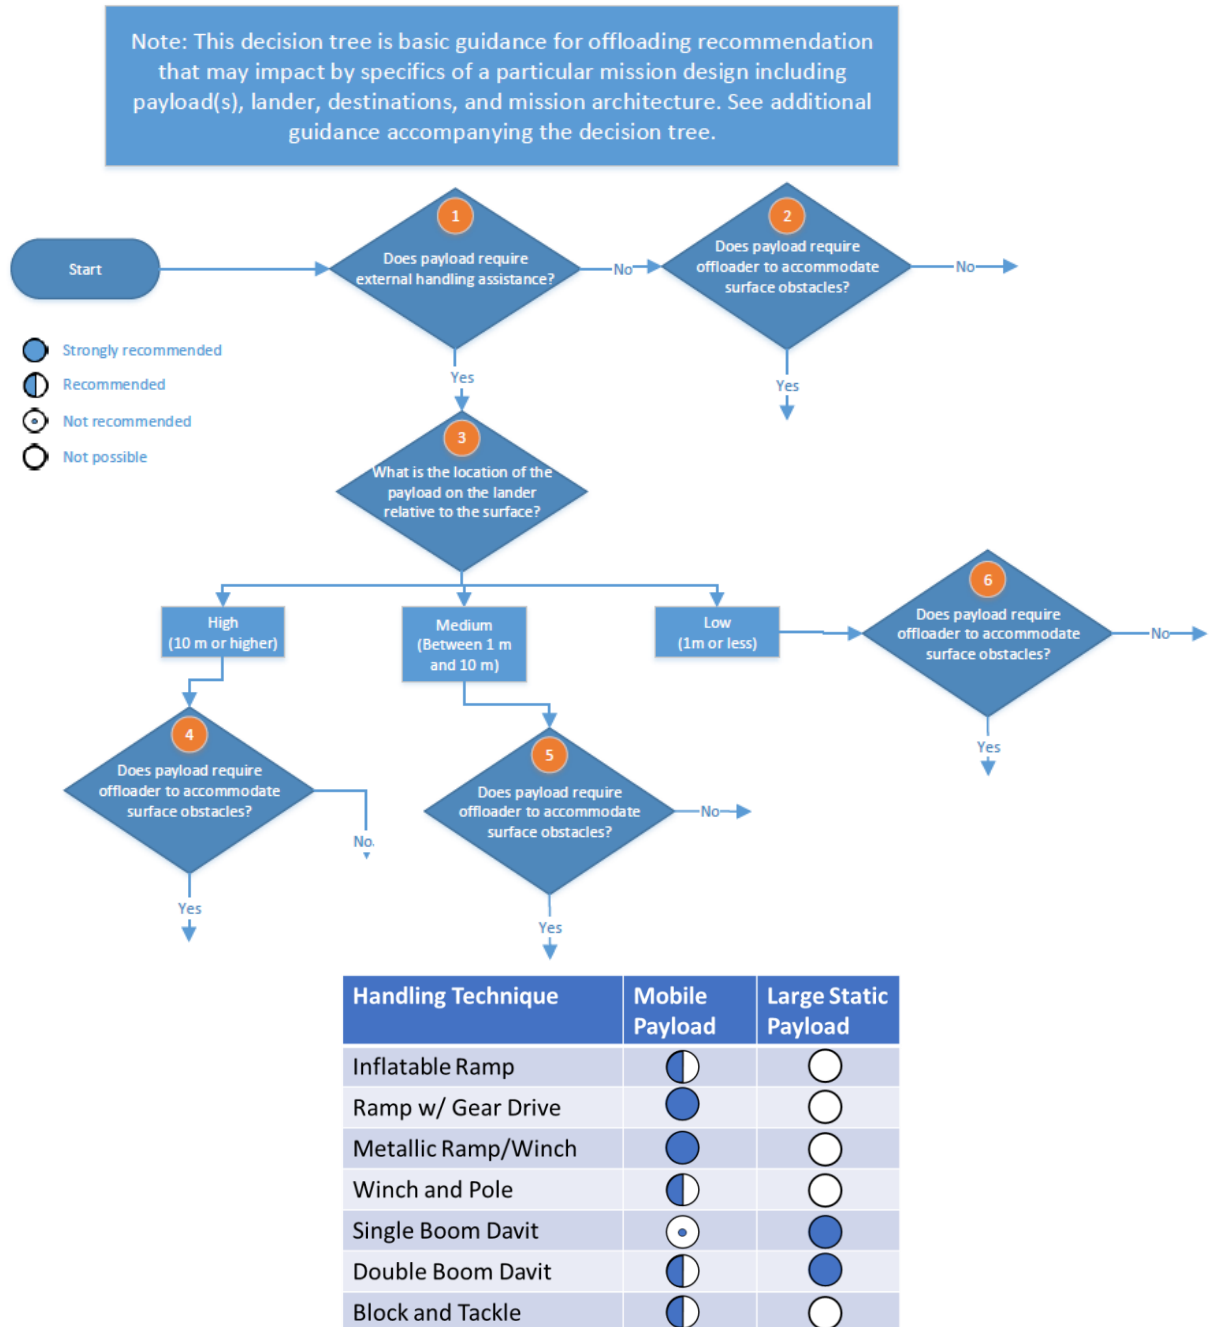 Note: This decision tree is basic guidance for offloading recommendation
that may impact by specifics of a particular mission design including
payload(s), lander, destinations, and mission architecture. See additional
guidance accompanying the decision tree.
Start
1
Does payload require
external handling assistance?
No
2
Does payload require
offloader to accommodate
surface obstacles?
No
Yes
Yes
Strongly recommended
Recommended
Not recommended
Not possible
3
What is the location of the
payload on the lander
relative to the surface?
High
(10 m or higher)
Medium
(Between 1 m
and 10 m)
Low
(1m or less)
6
Does payload require
offloader to accommodate
surface obstacles?
No
Yes
4
Does payload require
offloader to accommodate
surface obstacles?
No
Yes
5
Does payload require
offloader to accommodate
surface obstacles?
No
Yes
Handling Technique
Mobile
Payload
Large Static
Payload
Inflatable Ramp
Ramp w/ Gear Drive
Metallic Ramp/Winch
Winch and Pole
Single Boom Davit
Double Boom Davit
Block and Tackle